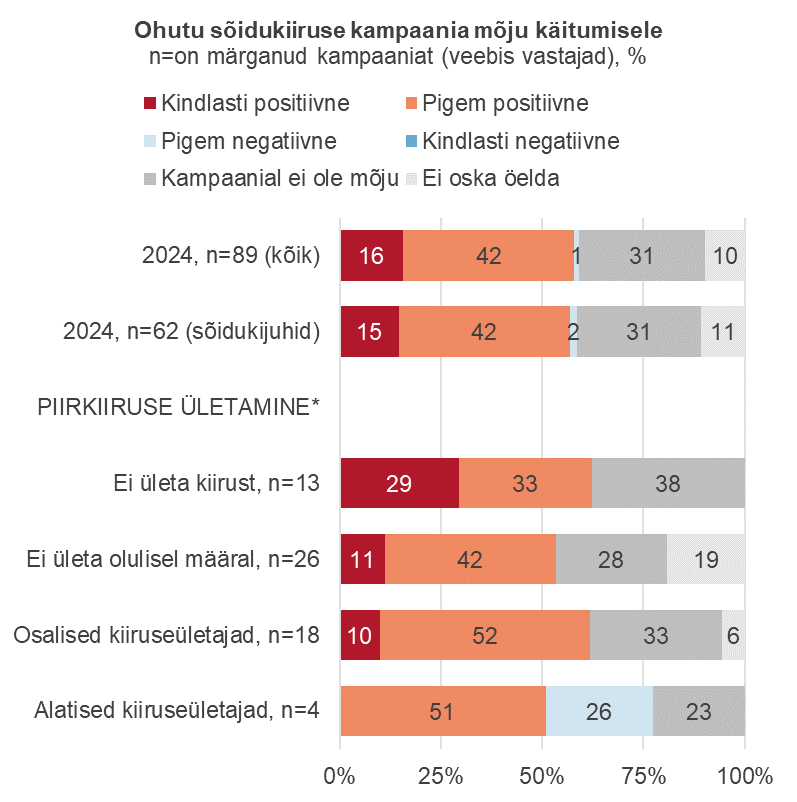 Ohutu sõidukiiruse kampaania mõju käitumisele
n=on märganud kampaaniat (veebis vastajad), %
Kindlasti positiivne Pigem positiivne
Pigem negatiivne Kindlasti negatiivne
Kampaanial ei ole mõju Ei oska öelda
2024, n=89 (kõik) 16 42 1 31 10
2024, n=62 (sõidukijuhid) 15 42 2 31 11
PIIRKIIRUSE ÜLETAMINE*
Ei ületa kiirust, n=13 29 33 38
Ei ületa olulisel määral, n=26 11 42 28 19
Osalised kiiruseületajad, n=18 10 52 33 6
Alatised kiiruseületajad, n=4 51 26 23
0% 25% 50% 75% 100%